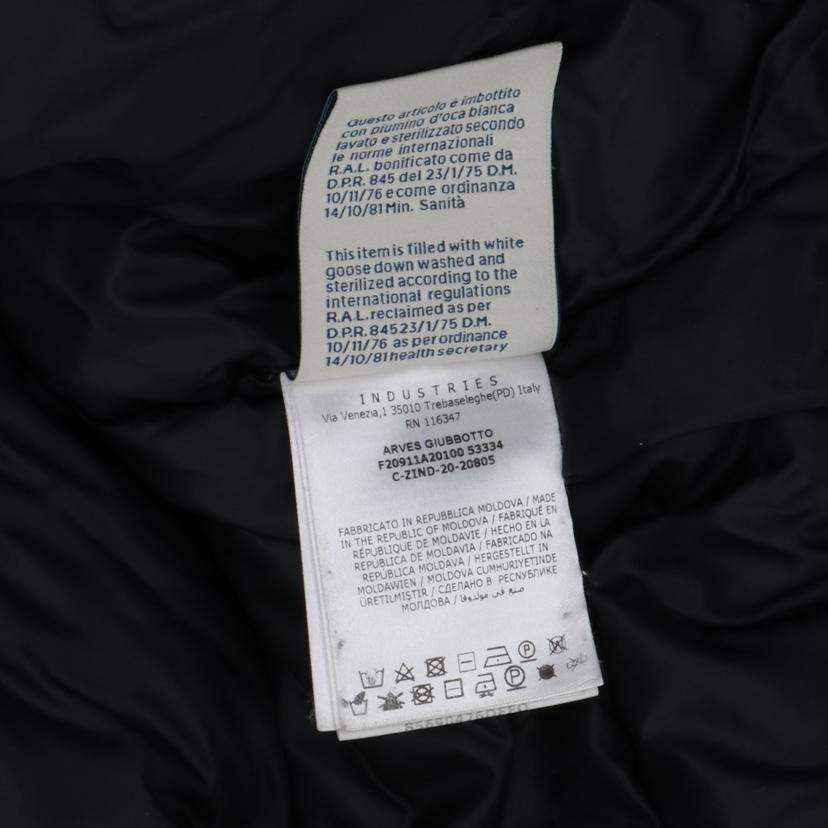 Questo articolo è imbottito
con piumino d'oca bianca
lavato e sterilizzato secondo
le norme internazionali
R.A.L. bonificato come da
D.P.R. 845 del 23/1/75 D.M.
10/11/76 e come ordinanza
14/10/81 Min. Sanità
This item is filled with white
goose down washed and
sterilized according to the
international regulations
R.A.L. reclaimed as per
D.P.R. 845 23/1/75 D.M.
10/11/76 as per ordinance
14/10/81 health secretary
INDUSTRIES
Via Venezia,1 35010 Trebaseleghe(PD) Italy
RN 116347
ARVES GIUBBOTTO
F20911A20100 53334
C-ZIND-20-20805
FABBRICATO IN REPUBBLICA MOLDOVA / MADE
IN THE REPUBLIC OF MOLDOVA / FABRIQUÉ EN
RÉPUBLIQUE DE MOLDAVIE / HECHO EN LA
REPÚBLICA DE MOLDAVIA / FABRICADO NA
REPÚBLICA MOLDAVA / HERGESTELLT IN
MOLDAWIEN / MOLDOVA CUMHURIYETINDE
ÜRETILMIŞTIR / СДЕЛАНО В РЕСПУБЛИКЕ
МОЛДОВА / صنع في مولدوفا
P
P